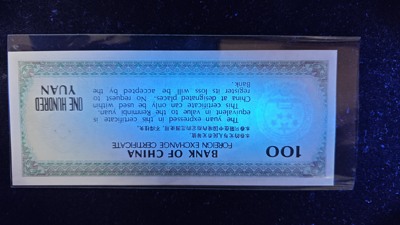 100
BANK OF CHINA
FOREIGN EXCHANGE CERTIFICATE
The yuan expressed in this certificate is
equivalent in value to the Renminbi yuan.
This certificate can only be used within
China at designated places. No request to
register its loss will be accepted by the
Bank.
ONE HUNDRED
YUAN